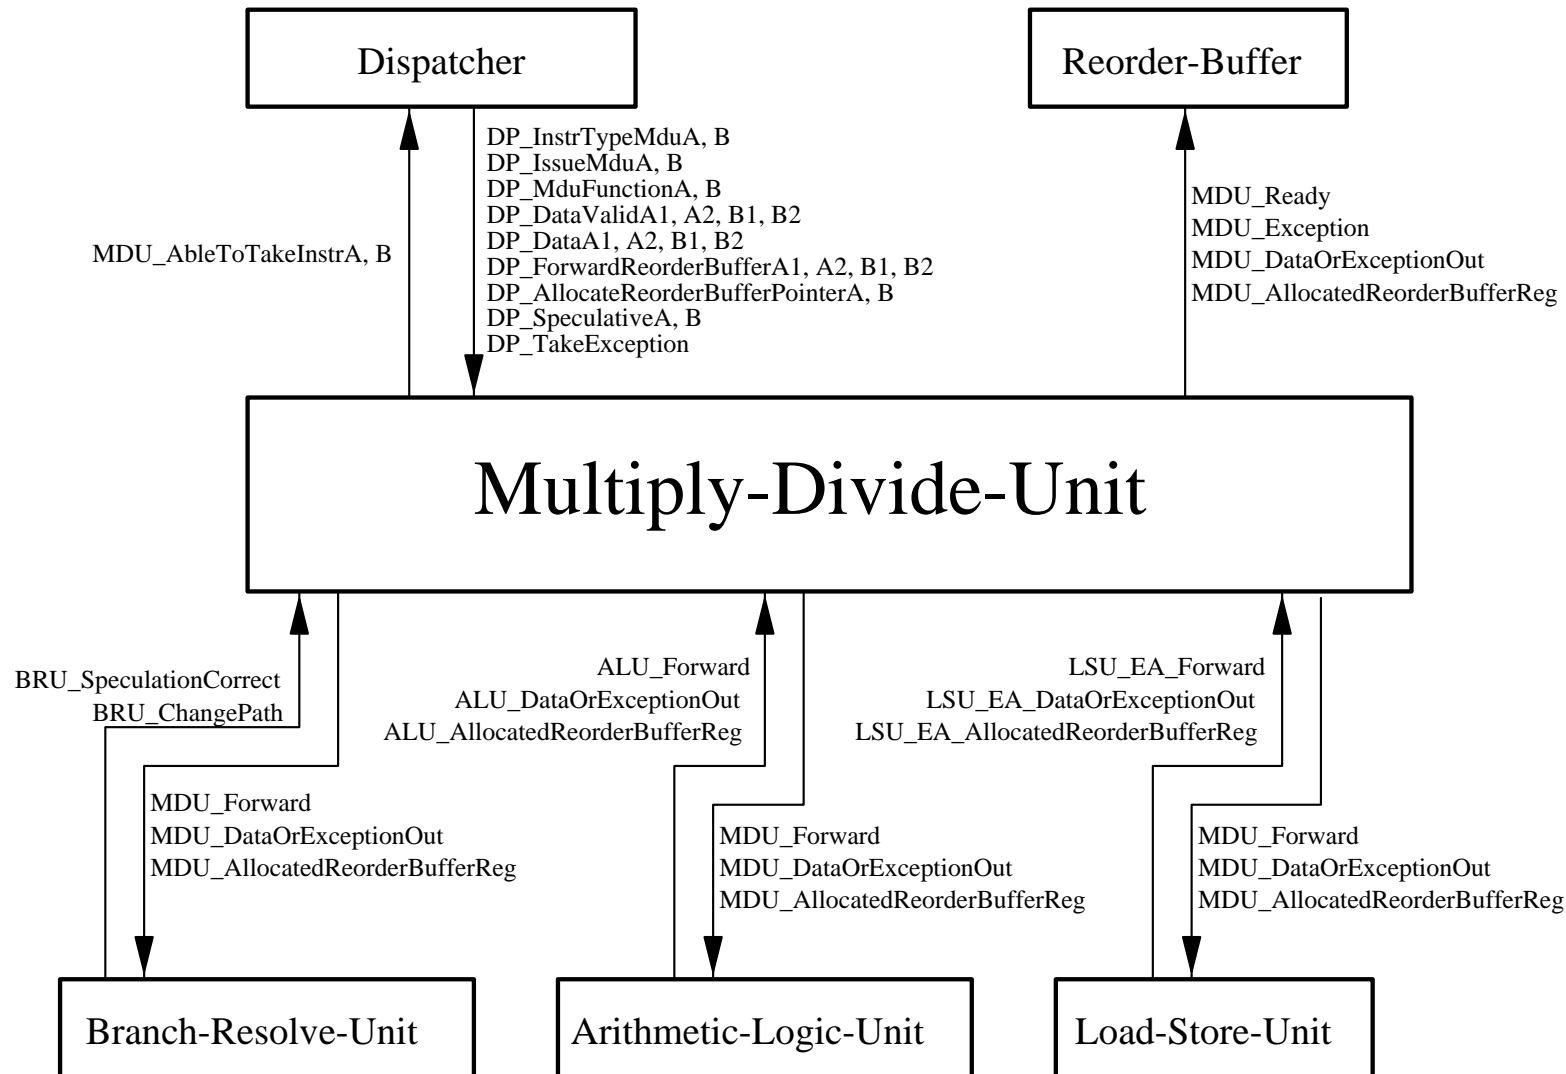 Dispatcher
Reorder-Buffer
DP_InstrTypeMduA, B
DP_IssueMduA, B
DP_MduFunctionA, B
DP_DataValidA1, A2, B1, B2
DP_DataA1, A2, B1, B2
DP_ForwardReorderBufferA1, A2, B1, B2
DP_AllocateReorderBufferPointerA, B
DP_SpeculativeA, B
DP_TakeException
MDU_AbleToTakeInstrA, B
MDU_Ready
MDU_Exception
MDU_DataOrExceptionOut
MDU_AllocatedReorderBufferReg
Multiply-Divide-Unit
BRU_SpeculationCorrect
BRU_ChangePath
MDU_Forward
MDU_DataOrExceptionOut
MDU_AllocatedReorderBufferReg
ALU_Forward
ALU_DataOrExceptionOut
ALU_AllocatedReorderBufferReg
MDU_Forward
MDU_DataOrExceptionOut
MDU_AllocatedReorderBufferReg
LSU_EA_Forward
LSU_EA_DataOrExceptionOut
LSU_EA_AllocatedReorderBufferReg
MDU_Forward
MDU_DataOrExceptionOut
MDU_AllocatedReorderBufferReg
Branch-Resolve-Unit
Arithmetic-Logic-Unit
Load-Store-Unit